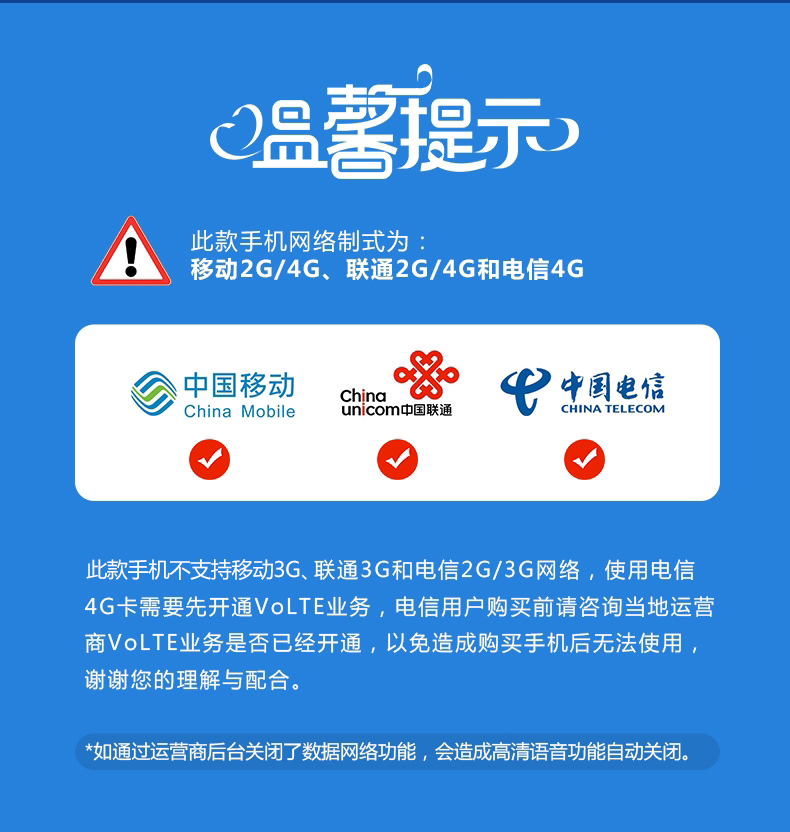 温馨提示
此款手机网络制式为：
移动2G/4G、联通2G/4G和电信4G
中国移动
China Mobile
China
unicom中国联通
中国电信
CHINA TELECOM
此款手机不支持移动3G、联通3G和电信2G/3G网络，使用电信
4G卡需要先开通VoLTE业务，电信用户购买前请咨询当地运营
商VoLTE业务是否已经开通，以免造成购买手机后无法使用，
谢谢您的理解与配合。
*如通过运营商后台关闭了数据网络功能，会造成高清语音功能自动关闭。